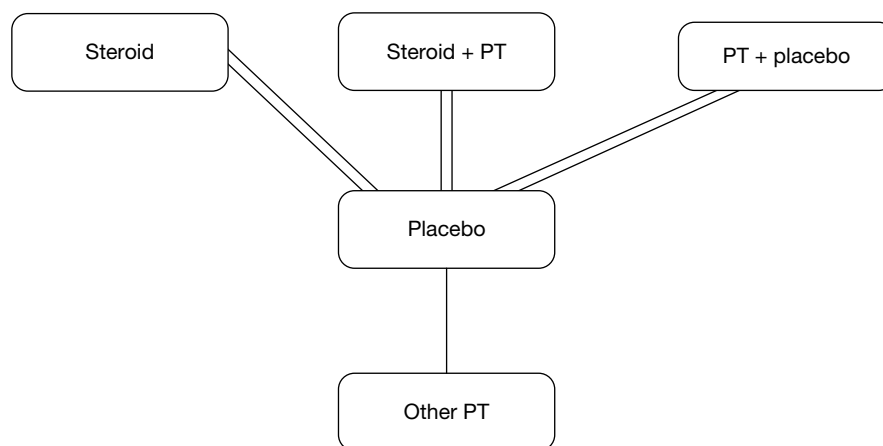 Steroid
Steroid + PT
PT + placebo
Placebo
Other PT